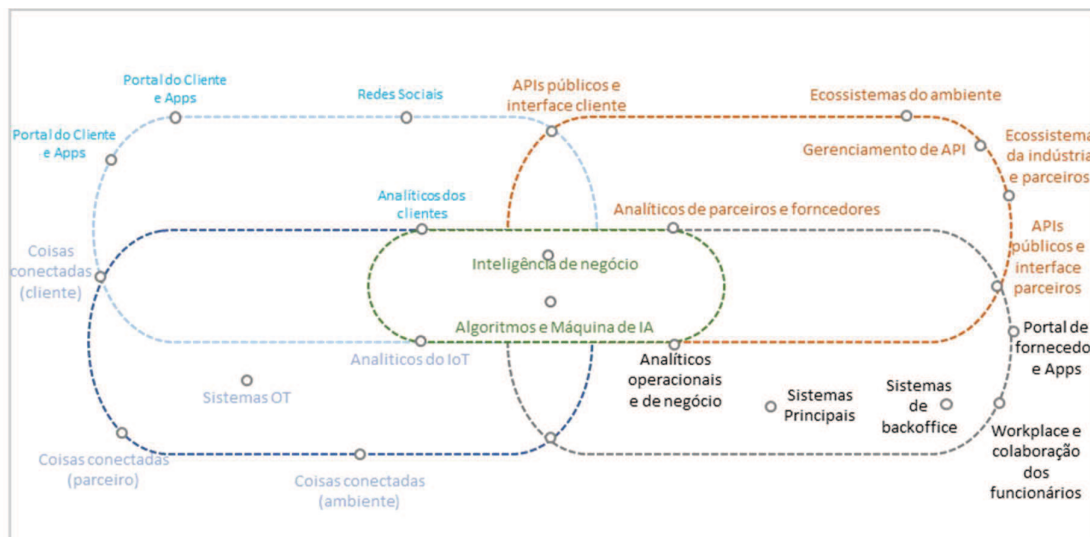 Portal do Cliente
e Apps
Redes Sociais
APIs públicos e
interface cliente
Ecossistemas do ambiente
Portal do Cliente
e Apps
Gerenciamento de API
Ecossistema
da indústria
e parceiros
Analíticos dos
clientes
Analíticos de parceiros e forncedores
Coisas
conectadas
(cliente)
Inteligência de negócio
APIs
públicos e
interface
parceiros
Algoritmos e Máquina de IA
Portal de
fornecedo
e Apps
Analiticos do IoT
Analíticos
operacionais
e de negócio
Sistemas OT
Sistemas
Principais
Sistemas
de
backoffice
Workplace e
colaboração
dos
funcionários
Coisas conectadas
(parceiro)
Coisas conectadas
(ambiente)